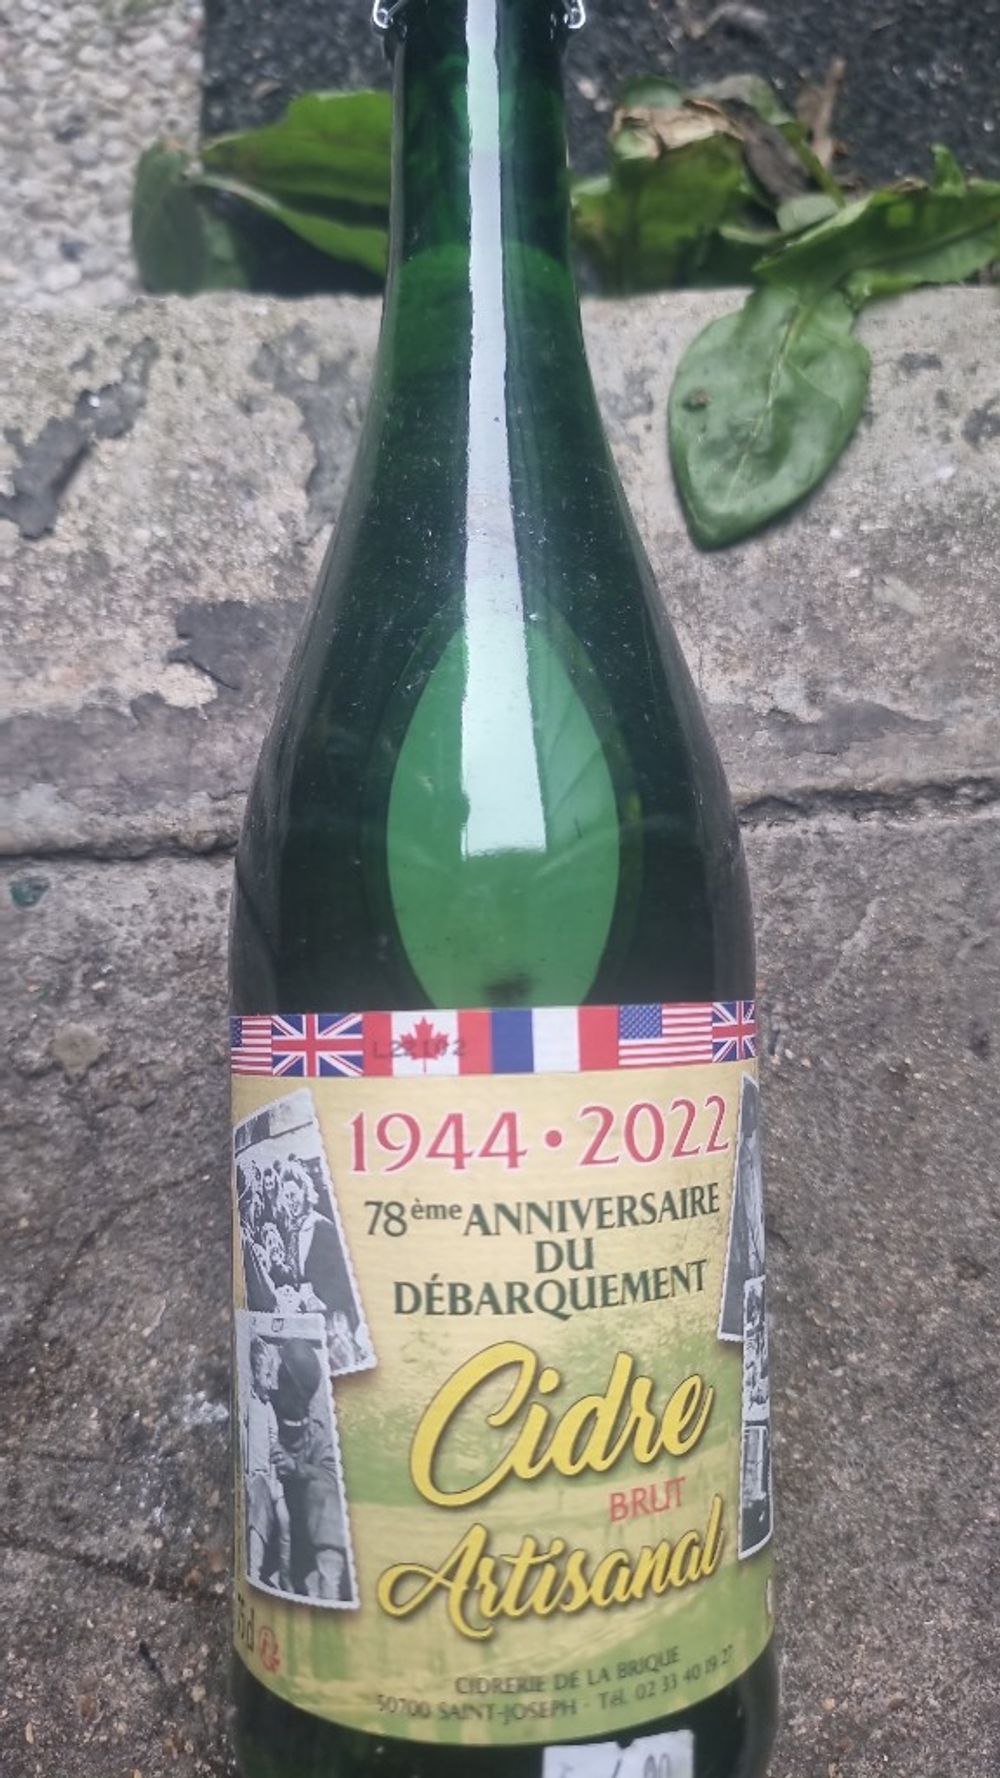 1944 • 2022
78ème ANNIVERSAIRE
DU
DÉBARQUEMENT
Cidre
BRUT
Artisanal
CIDRERIE DE LA BRIQUE
50700 SAINT-JOSEPH - Tél. 02 33 40 19 27